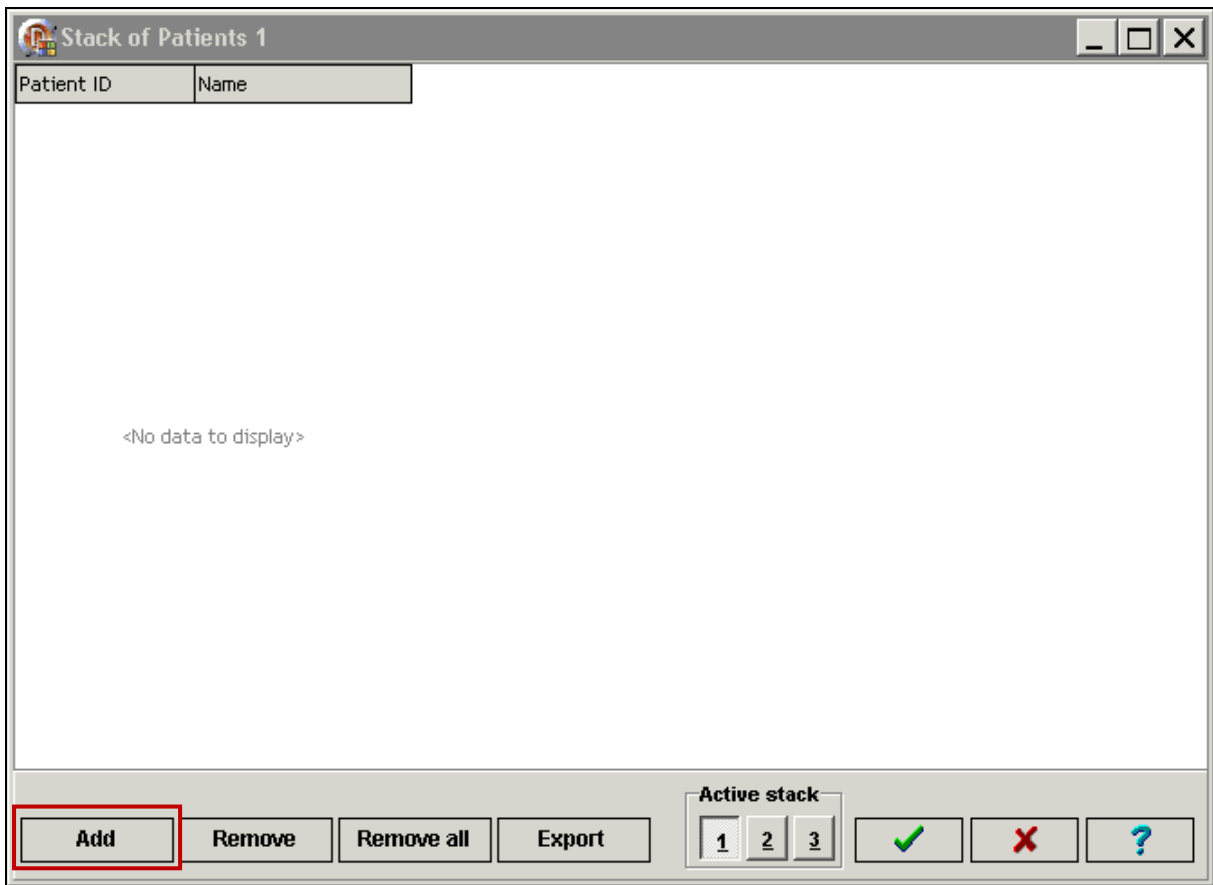 Stack of Patients 1
Patient ID Name
<No data to display>
Active stack
Add Remove Remove all Export 1 2 3 ?